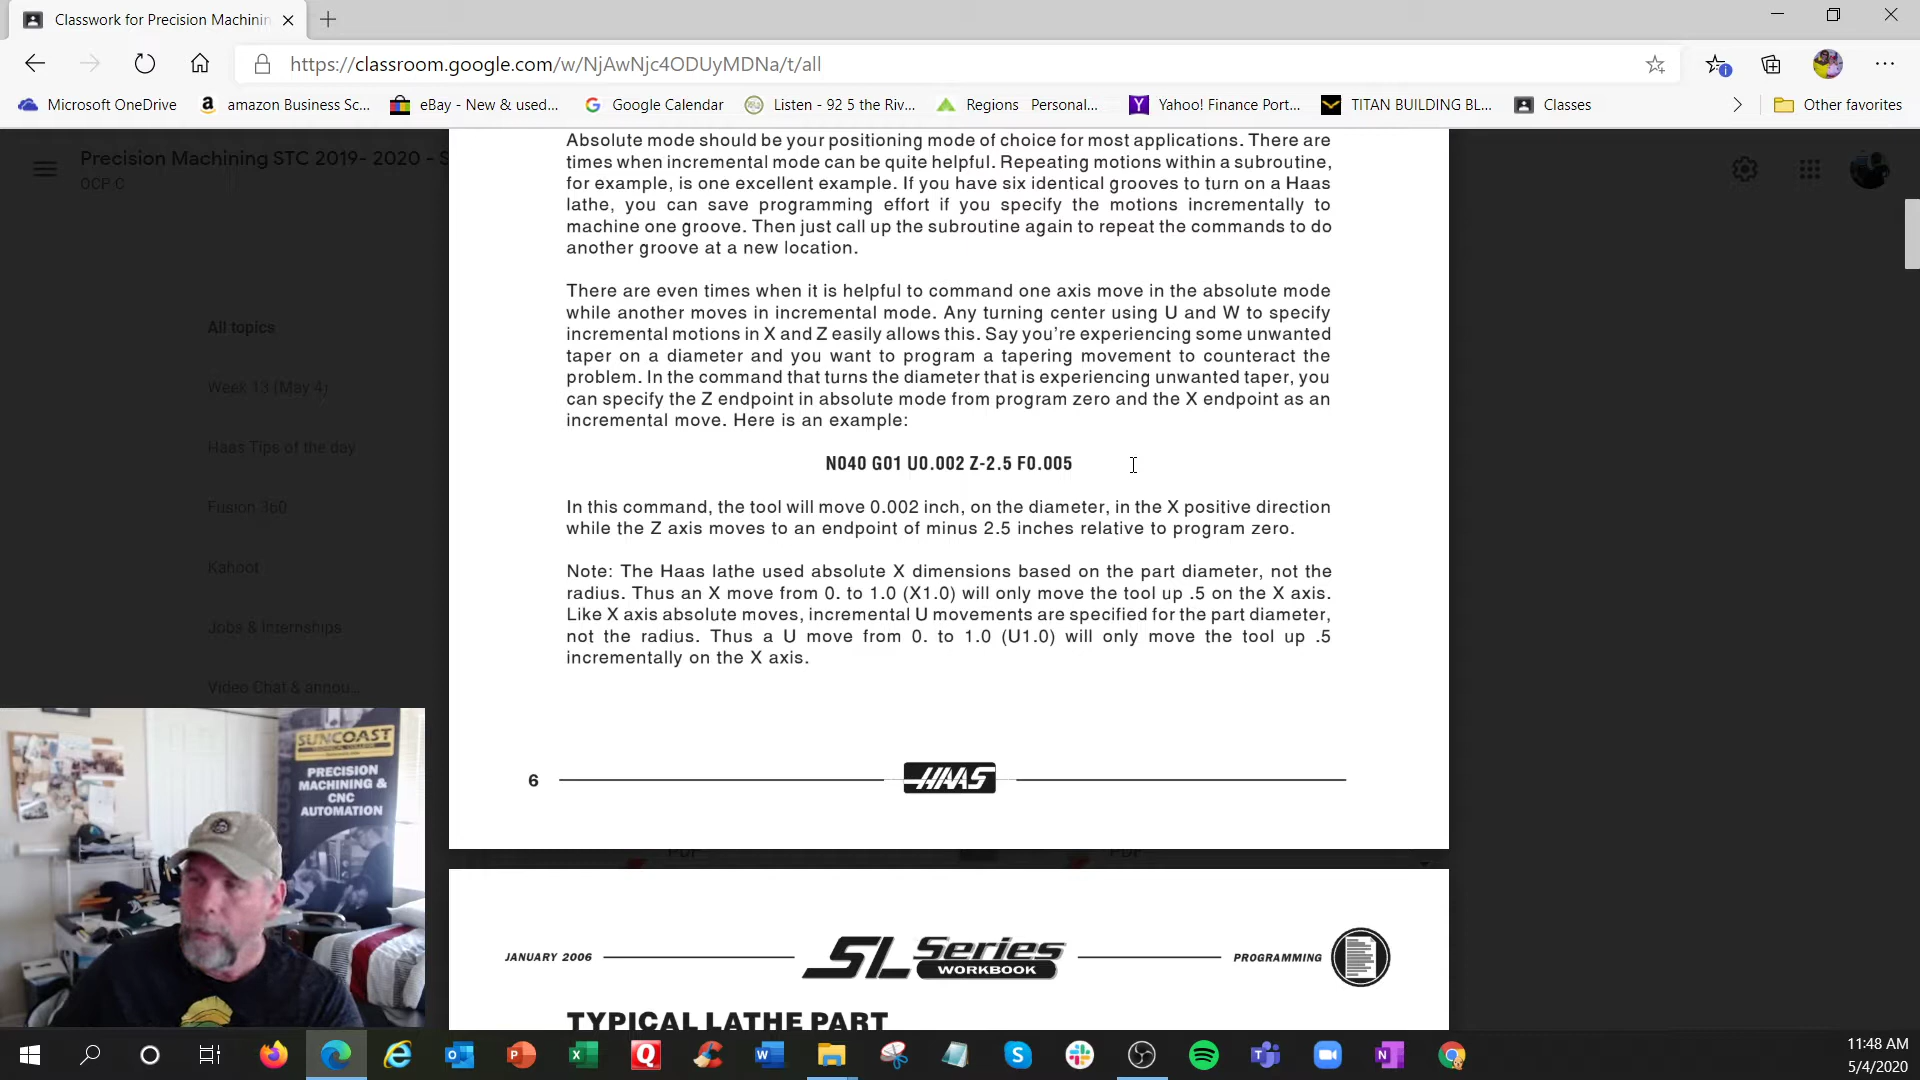 Classwork for Precision Machinin
https://classroom.google.com/w/NjAwNjc4ODUyMDNa/t/all
Microsoft OneDrive
amazon Business Sc...
eBay - New & used...
Google Calendar
Listen - 92 5 the Riv...
Regions Personal...
Yahoo! Finance Port...
TITAN BUILDING BL...
Classes
Other favorites
Precision Machining STC 2019- 2020 - S
OCP C
All topics
Week 13 (May 4)
Haas Tips of the day
Fusion 360
Kahoot
Jobs & Internships
Video Chat & annou...
Absolute mode should be your positioning mode of choice for most applications. There are
times when incremental mode can be quite helpful. Repeating motions within a subroutine,
for example, is one excellent example. If you have six identical grooves to turn on a Haas
lathe, you can save programming effort if you specify the motions incrementally to
machine one groove. Then just call up the subroutine again to repeat the commands to do
another groove at a new location.
There are even times when it is helpful to command one axis move in the absolute mode
while another moves in incremental mode. Any turning center using U and W to specify
incremental motions in X and Z easily allows this. Say you're experiencing some unwanted
taper on a diameter and you want to program a tapering movement to counteract the
problem. In the command that turns the diameter that is experiencing unwanted taper, you
can specify the Z endpoint in absolute mode from program zero and the X endpoint as an
incremental move. Here is an example:
N040 G01 U0.002 Z-2.5 F0.005
In this command, the tool will move 0.002 inch, on the diameter, in the X positive direction
while the Z axis moves to an endpoint of minus 2.5 inches relative to program zero.
Note: The Haas lathe used absolute X dimensions based on the part diameter, not the
radius. Thus an X move from 0. to 1.0 (X1.0) will only move the tool up .5 on the X axis.
Like X axis absolute moves, incremental U movements are specified for the part diameter,
not the radius. Thus a U move from 0. to 1.0 (U1.0) will only move the tool up .5
incrementally on the X axis.
6
HAAS
PDF
PDF
JANUARY 2006
SL Series
WORKBOOK
PROGRAMMING
TYPICAL LATHE PART
SUNCOAST
PRECISION
MACHINING &
CNC
AUTOMATION
11:48 AM
5/4/2020